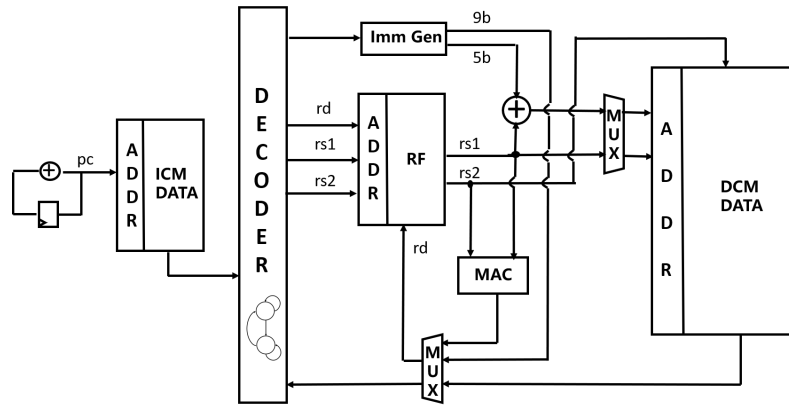 pc
ADDR
ICM
DATA
DECODER
Imm Gen
9b
5b
rd
rs1
rs2
ADDR
RF
rs1
rs2
rd
+
+
MAC
MUX
MUX
ADDR
DCM
DATA